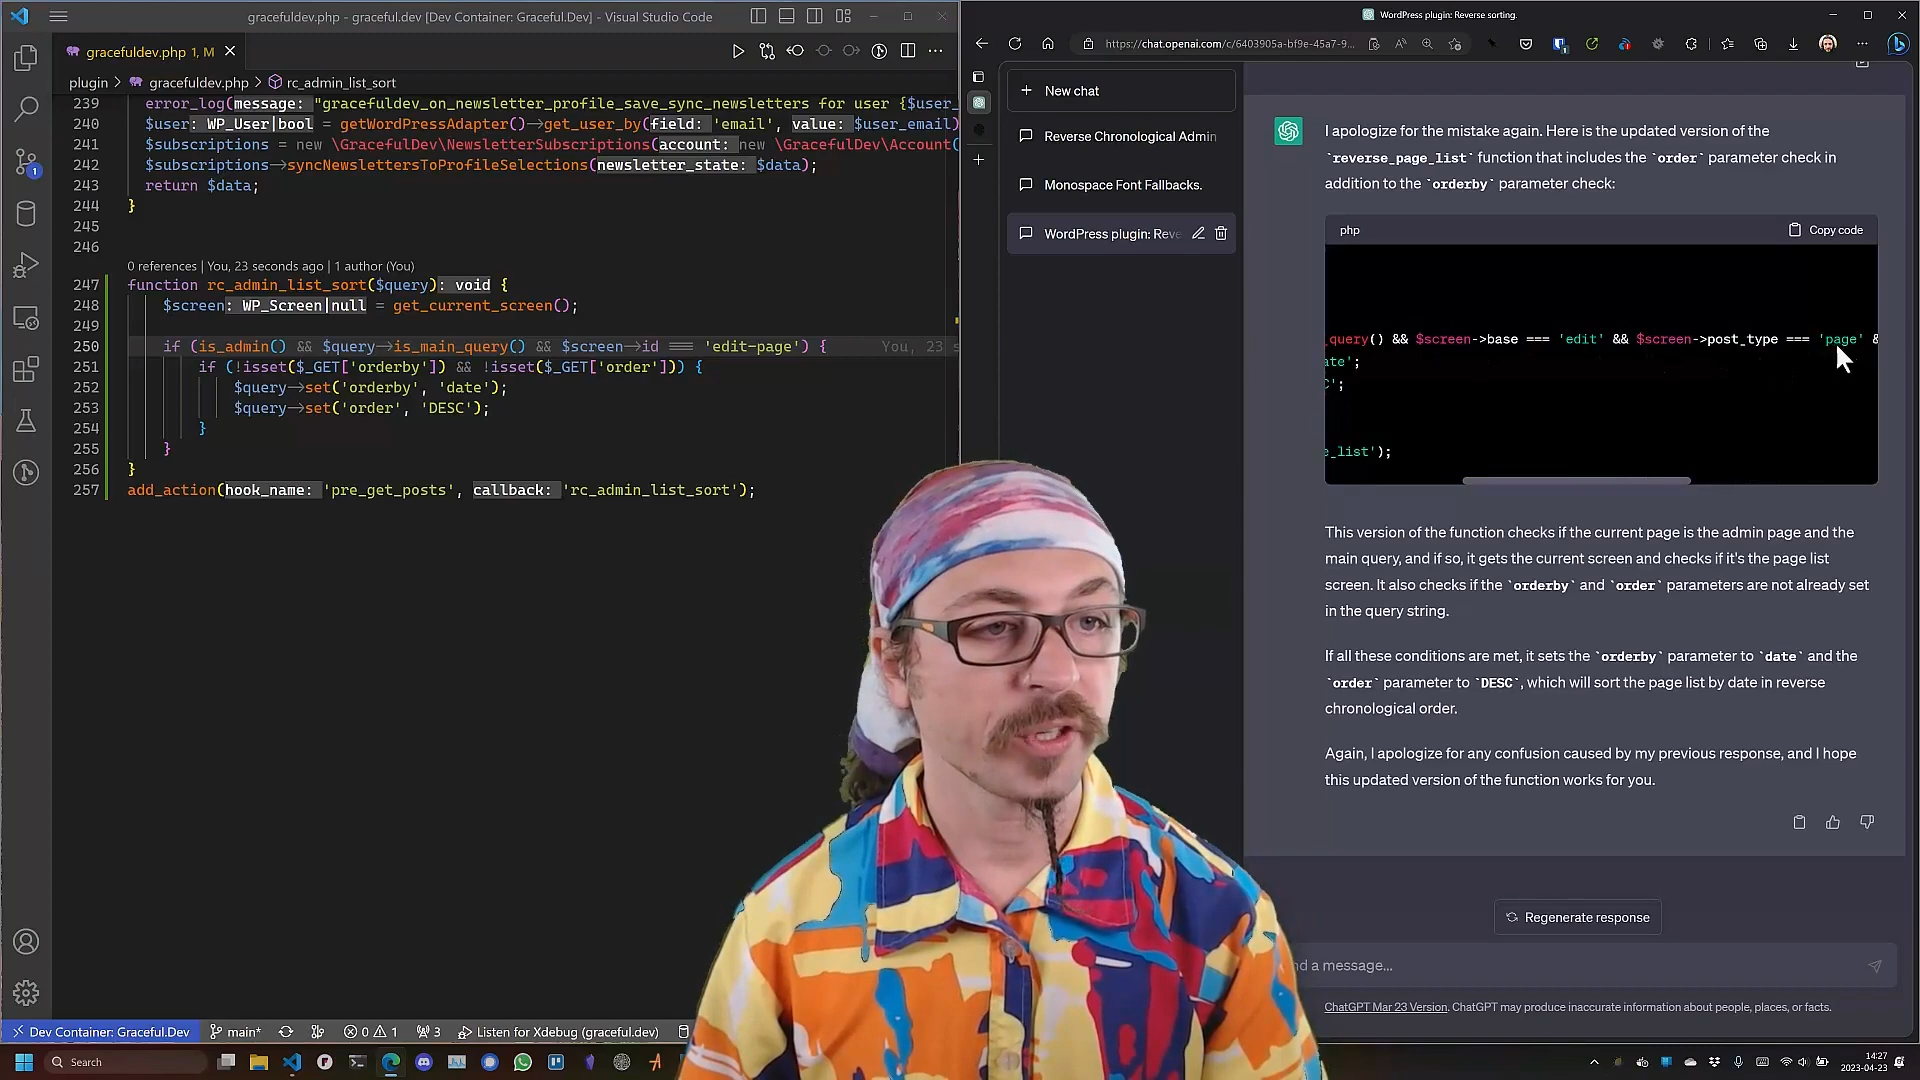 gracefuldev.php - graceful.dev [Dev Container: Graceful.Dev] - Visual Studio Code
gracefuldev.php 1, M
plugin > gracefuldev.php > rc_admin_list_sort
239 error_log(message: "gracefuldev_on_newsletter_profile_save_sync_newsletters for user {$user_
240 $user: WP_User|bool = getWordPressAdapter()->get_user_by(field: 'email', value: $user_email)
241 $subscriptions = new \GracefulDev\NewsletterSubscriptions(account: new \GracefulDev\Account(
242 $subscriptions->syncNewslettersToProfileSelections(newsletter_state: $data);
243 return $data;
244 }
245
246
0 references | You, 23 seconds ago | 1 author (You)
247 function rc_admin_list_sort($query): void {
248 $screen: WP_Screen|null = get_current_screen();
249
250 if (is_admin() && $query->is_main_query() && $screen->id === 'edit-page') { You, 23 s
251 if (!isset($_GET['orderby']) && !isset($_GET['order'])) {
252 $query->set('orderby', 'date');
253 $query->set('order', 'DESC');
254 }
255 }
256 }
257 add_action(hook_name: 'pre_get_posts', callback: 'rc_admin_list_sort');
1
Dev Container: Graceful.Dev main* 0 1 3 Listen for Xdebug (graceful.dev)
Search
WordPress plugin: Reverse sorting.
https://chat.openai.com/c/6403905a-bf9e-45a7-9...
New chat
Reverse Chronological Admin
Monospace Font Fallbacks.
WordPress plugin: Reve
I apologize for the mistake again. Here is the updated version of the
`reverse_page_list` function that includes the `order` parameter check in
addition to the `orderby` parameter check:
php
Copy code
_query() && $screen->base === 'edit' && $screen->post_type === 'page' &
ate';
C';
e_list');
This version of the function checks if the current page is the admin page and the
main query, and if so, it gets the current screen and checks if it's the page list
screen. It also checks if the `orderby` and `order` parameters are not already set
in the query string.
If all these conditions are met, it sets the `orderby` parameter to `date` and the
`order` parameter to `DESC`, which will sort the page list by date in reverse
chronological order.
Again, I apologize for any confusion caused by my previous response, and I hope
this updated version of the function works for you.
Regenerate response
nd a message...
ChatGPT Mar 23 Version. ChatGPT may produce inaccurate information about people, places, or facts.
14:27
2023-04-23